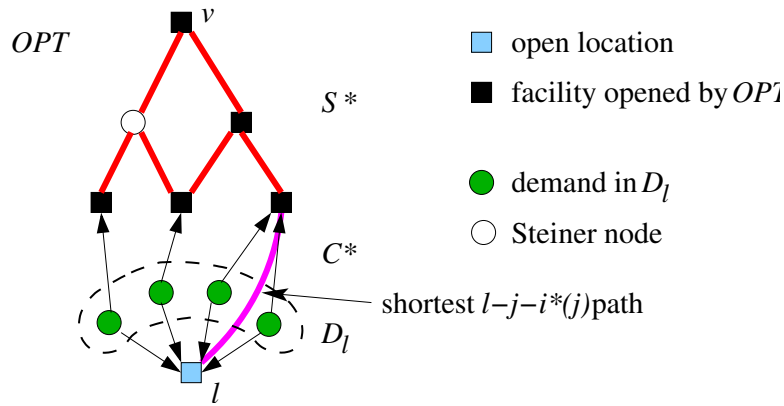 v
OPT
open location
S*
facility opened by OPT
demand in D_l
Steiner node
C*
shortest l–j–i*(j) path
D_l
l